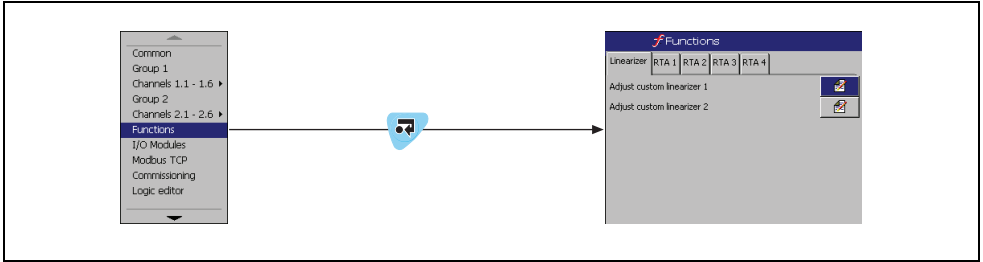 Common
Group 1
Channels 1.1 - 1.6
Group 2
Channels 2.1 - 2.6
Functions
I/O Modules
Modbus TCP
Commissioning
Logic editor
Functions
Linearizer RTA 1 RTA 2 RTA 3 RTA 4
Adjust custom linearizer 1
Adjust custom linearizer 2